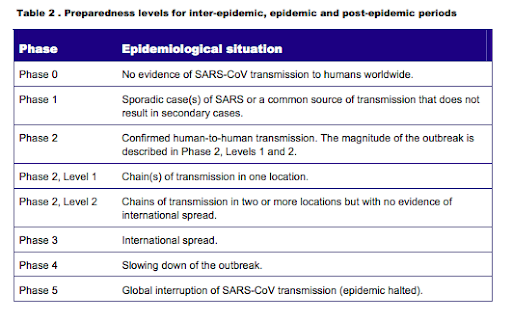 Table 2 . Preparedness levels for inter-epidemic, epidemic and post-epidemic periods
Phase Epidemiological situation
Phase 0 No evidence of SARS-CoV transmission to humans worldwide.
Phase 1 Sporadic case(s) of SARS or a common source of transmission that does not
result in secondary cases.
Phase 2 Confirmed human-to-human transmission. The magnitude of the outbreak is
described in Phase 2, Levels 1 and 2.
Phase 2, Level 1 Chain(s) of transmission in one location.
Phase 2, Level 2 Chains of transmission in two or more locations but with no evidence of
international spread.
Phase 3 International spread.
Phase 4 Slowing down of the outbreak.
Phase 5 Global interruption of SARS-CoV transmission (epidemic halted).